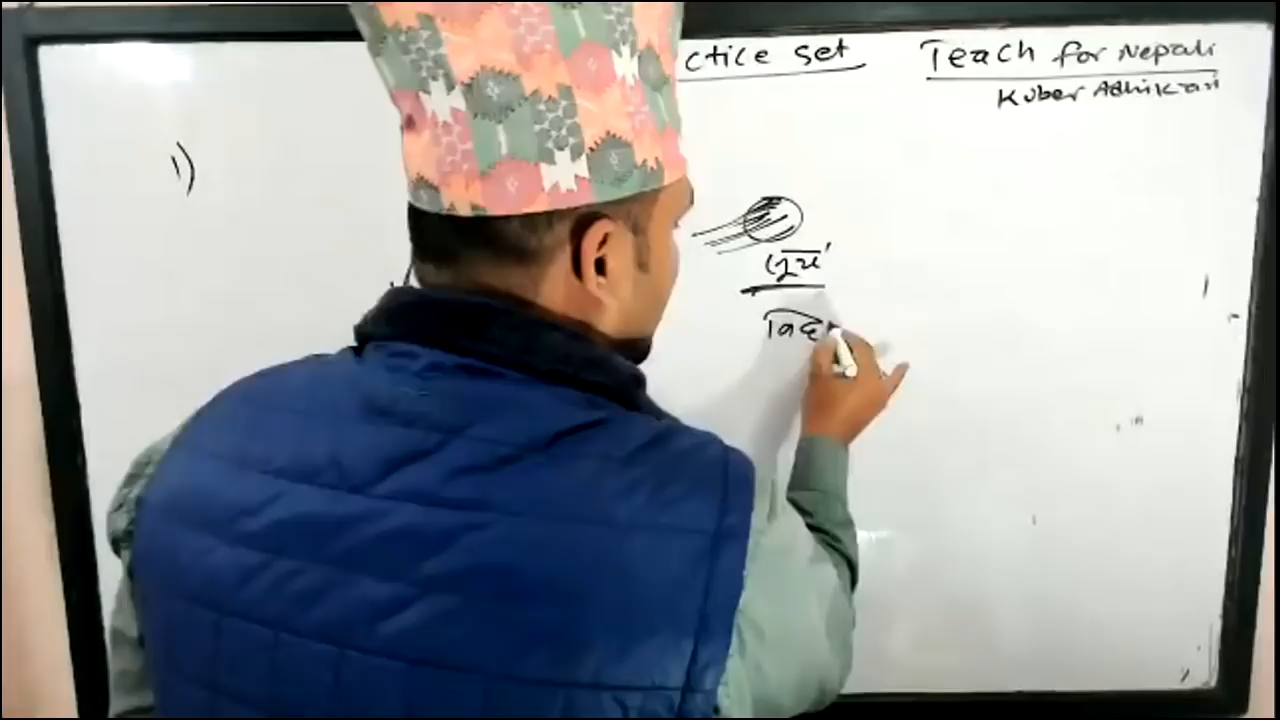 ctice set
Teach for Nepali
Kuber Adhikari
1)
सूर्य